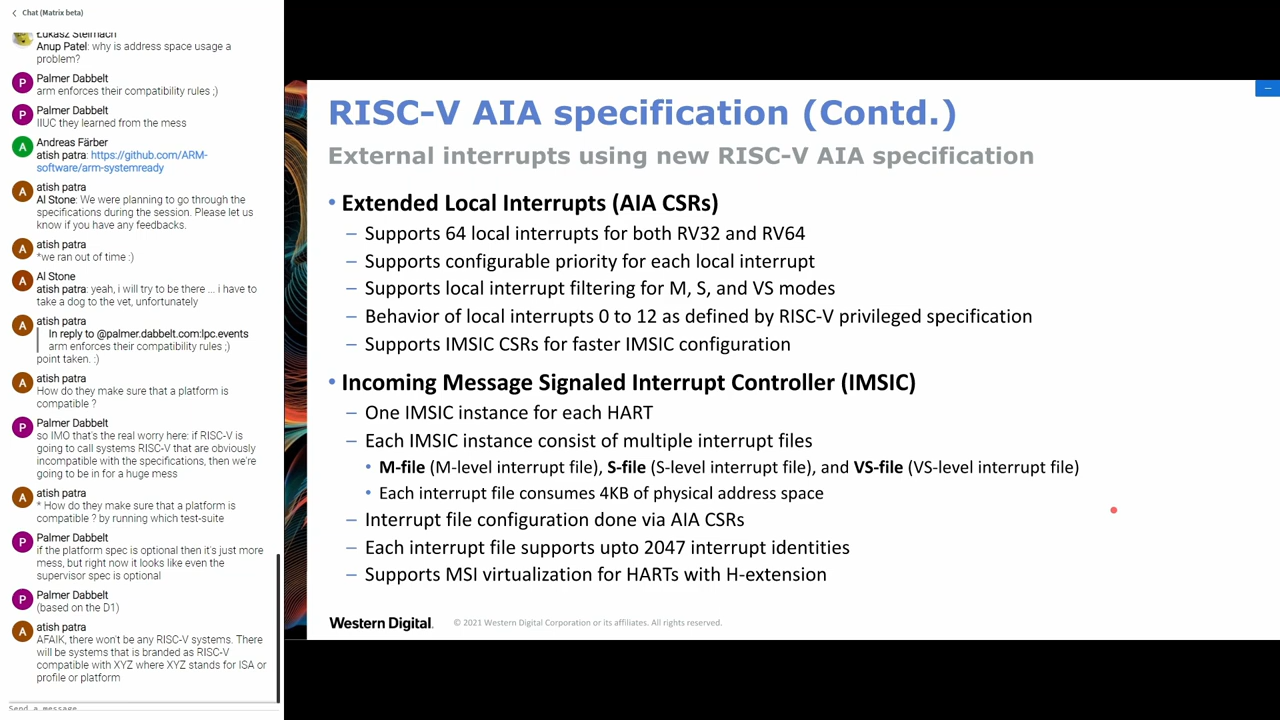 Chat (Matrix beta)
Łukasz Stelmach
Anup Patel: why is address space usage a
problem?
P
Palmer Dabbelt
arm enforces their compatibility rules ;)
P
Palmer Dabbelt
IIUC they learned from the mess
A
Andreas Färber
atish patra: https://github.com/ARM-
software/arm-systemready
A
atish patra
Al Stone: We were planning to go through the
specifications during the session. Please let us
know if you have any feedbacks.
A
atish patra
*we ran out of time :)
A
Al Stone
atish patra: yeah, i will try to be there ... i have to
take a dog to the vet, unfortunately
A
atish patra
In reply to @palmer.dabbelt.com:lpc.events
arm enforces their compatibility rules ;)
point taken. :)
A
atish patra
How do they make sure that a platform is
compatible ?
P
Palmer Dabbelt
so IMO that's the real worry here: if RISC-V is
going to call systems RISC-V that are obviously
incompatible with the specifications, then we're
going to be in for a huge mess
A
atish patra
* How do they make sure that a platform is
compatible ? by running which test-suite
P
Palmer Dabbelt
if the platform spec is optional then it's just more
mess, but right now it looks like even the
supervisor spec is optional
P
Palmer Dabbelt
(based on the D1)
A
atish patra
AFAIK, there won't be any RISC-V systems. There
will be systems that is branded as RISC-V
compatible with XYZ where XYZ stands for ISA or
profile or platform
Send a message
RISC-V AIA specification (Contd.)
External interrupts using new RISC-V AIA specification
• Extended Local Interrupts (AIA CSRs)
– Supports 64 local interrupts for both RV32 and RV64
– Supports configurable priority for each local interrupt
– Supports local interrupt filtering for M, S, and VS modes
– Behavior of local interrupts 0 to 12 as defined by RISC-V privileged specification
– Supports IMSIC CSRs for faster IMSIC configuration
• Incoming Message Signaled Interrupt Controller (IMSIC)
– One IMSIC instance for each HART
– Each IMSIC instance consist of multiple interrupt files
• M-file (M-level interrupt file), S-file (S-level interrupt file), and VS-file (VS-level interrupt file)
• Each interrupt file consumes 4KB of physical address space
– Interrupt file configuration done via AIA CSRs
– Each interrupt file supports upto 2047 interrupt identities
– Supports MSI virtualization for HARTs with H-extension
Western Digital. © 2021 Western Digital Corporation or its affiliates. All rights reserved.